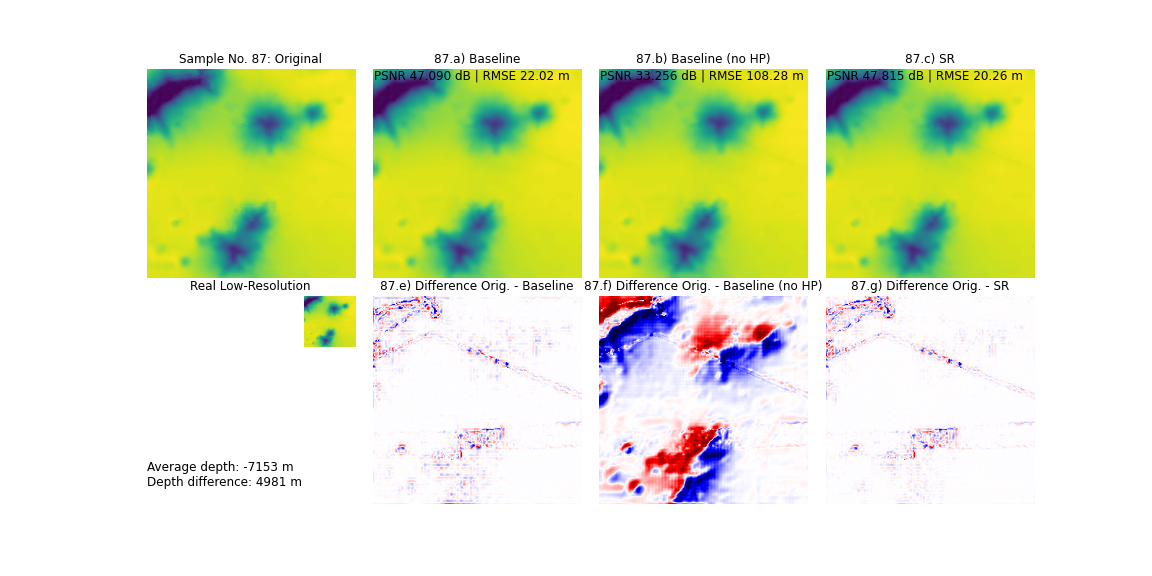 Sample No. 87: Original
87.a) Baseline
87.b) Baseline (no HP)
87.c) SR
PSNR 47.090 dB | RMSE 22.02 m
PSNR 33.256 dB | RMSE 108.28 m
PSNR 47.815 dB | RMSE 20.26 m
Real Low-Resolution
87.e) Difference Orig. - Baseline
87.f) Difference Orig. - Baseline (no HP)
87.g) Difference Orig. - SR
Average depth: -7153 m
Depth difference: 4981 m